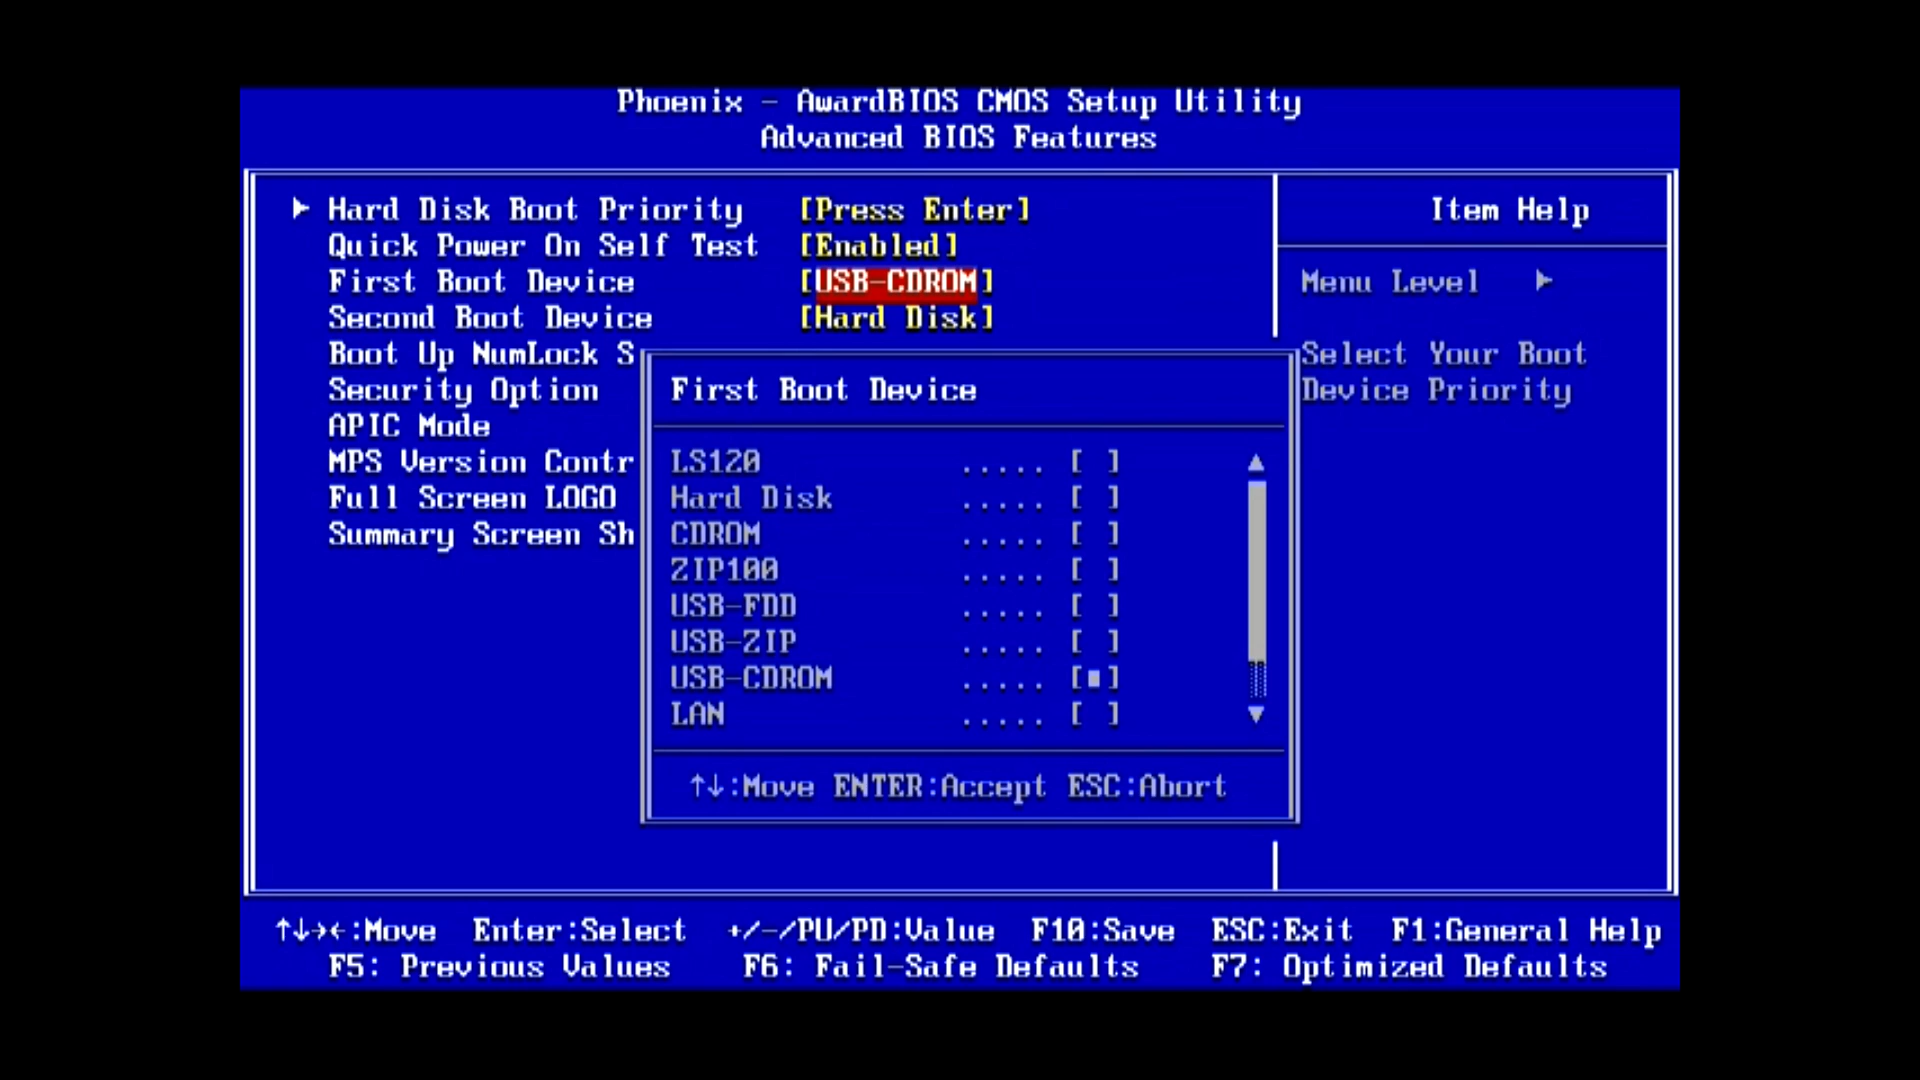 Phoenix - AwardBIOS CMOS Setup Utility
Advanced BIOS Features
Hard Disk Boot Priority [Press Enter]
Quick Power On Self Test [Enabled]
First Boot Device [USB-CDROM]
Second Boot Device [Hard Disk]
Boot Up NumLock S
Security Option
APIC Mode
MPS Version Contr
Full Screen LOGO
Summary Screen Sh
Item Help
Menu Level
Select Your Boot
Device Priority
First Boot Device
LS120 ..... [ ]
Hard Disk ..... [ ]
CDROM ..... [ ]
ZIP100 ..... [ ]
USB-FDD ..... [ ]
USB-ZIP ..... [ ]
USB-CDROM ..... [■]
LAN ..... [ ]
↑↓:Move ENTER:Accept ESC:Abort
↑↓→←:Move Enter:Select +/-/PU/PD:Value F10:Save ESC:Exit F1:General Help
F5: Previous Values F6: Fail-Safe Defaults F7: Optimized Defaults